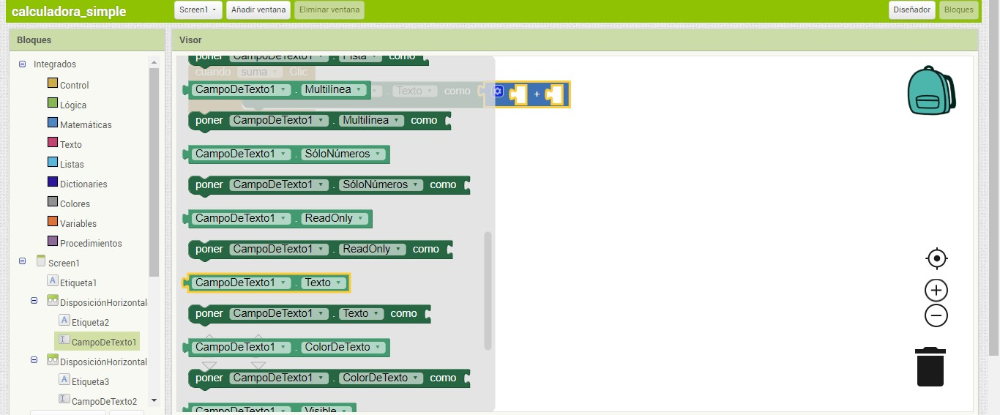 calculadora_simple
Screen1
Añadir ventana
Eliminar ventana
Diseñador
Bloques
Bloques
Integrados
Control
Lógica
Matemáticas
Texto
Listas
Dictionaries
Colores
Variables
Procedimientos
Screen1
Etiqueta1
DisposiciónHorizontal
Etiqueta2
CampoDeTexto1
DisposiciónHorizontal
Etiqueta3
CampoDeTexto2
Visor
poner CampoDeTexto1 . Pista como
cuando suma .Clic
CampoDeTexto1 . Multilínea
. Texto como
+
poner CampoDeTexto1 . Multilínea como
CampoDeTexto1 . SóloNúmeros
poner CampoDeTexto1 . SóloNúmeros como
CampoDeTexto1 . ReadOnly
poner CampoDeTexto1 . ReadOnly como
CampoDeTexto1 . Texto
poner CampoDeTexto1 . Texto como
CampoDeTexto1 . ColorDeTexto
poner CampoDeTexto1 . ColorDeTexto como
CampoDeTexto1 . Visible